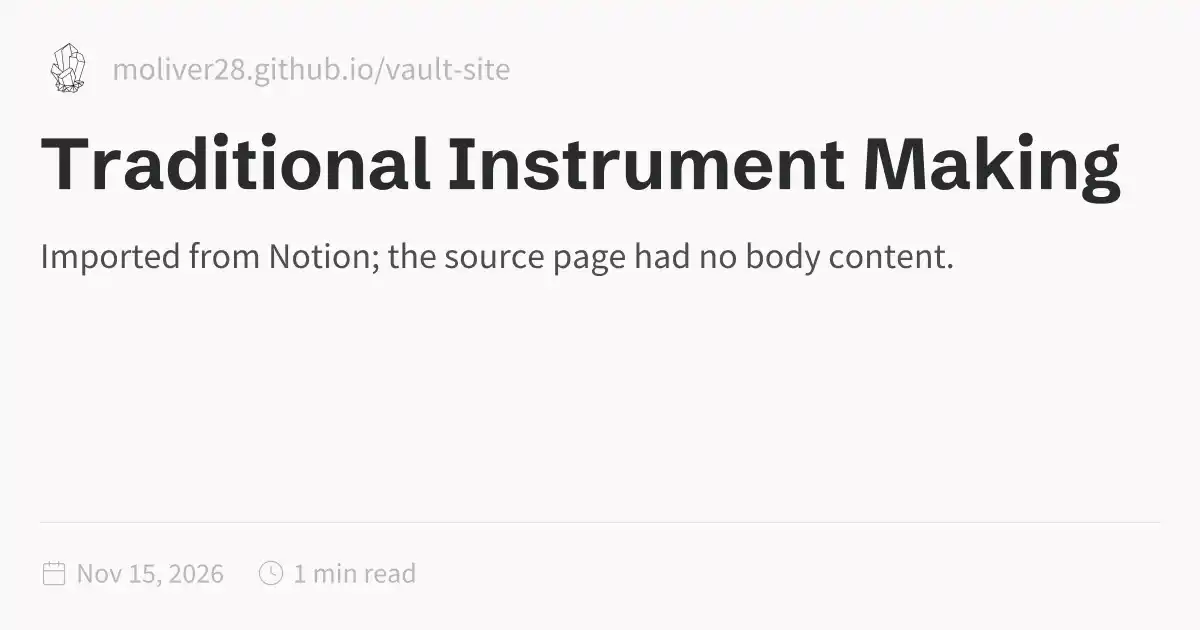 moliver28.github.io/vault-site
Traditional Instrument Making
Imported from Notion; the source page had no body content.
Nov 15, 2026 1 min read